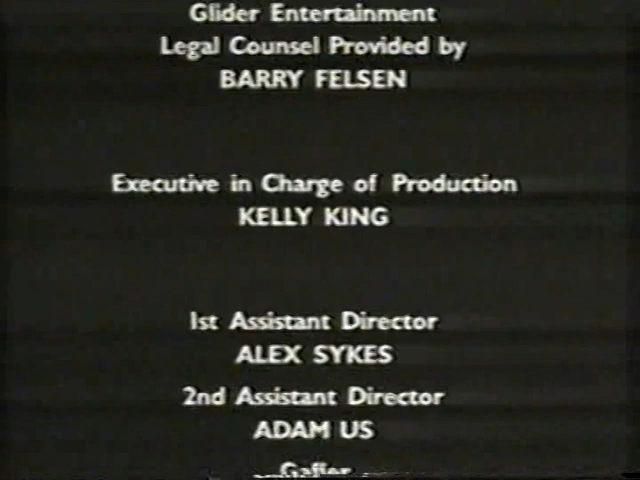 Glider Entertainment
Legal Counsel Provided by
BARRY FELSEN
Executive in Charge of Production
KELLY KING
1st Assistant Director
ALEX SYKES
2nd Assistant Director
ADAM US
Gaffer